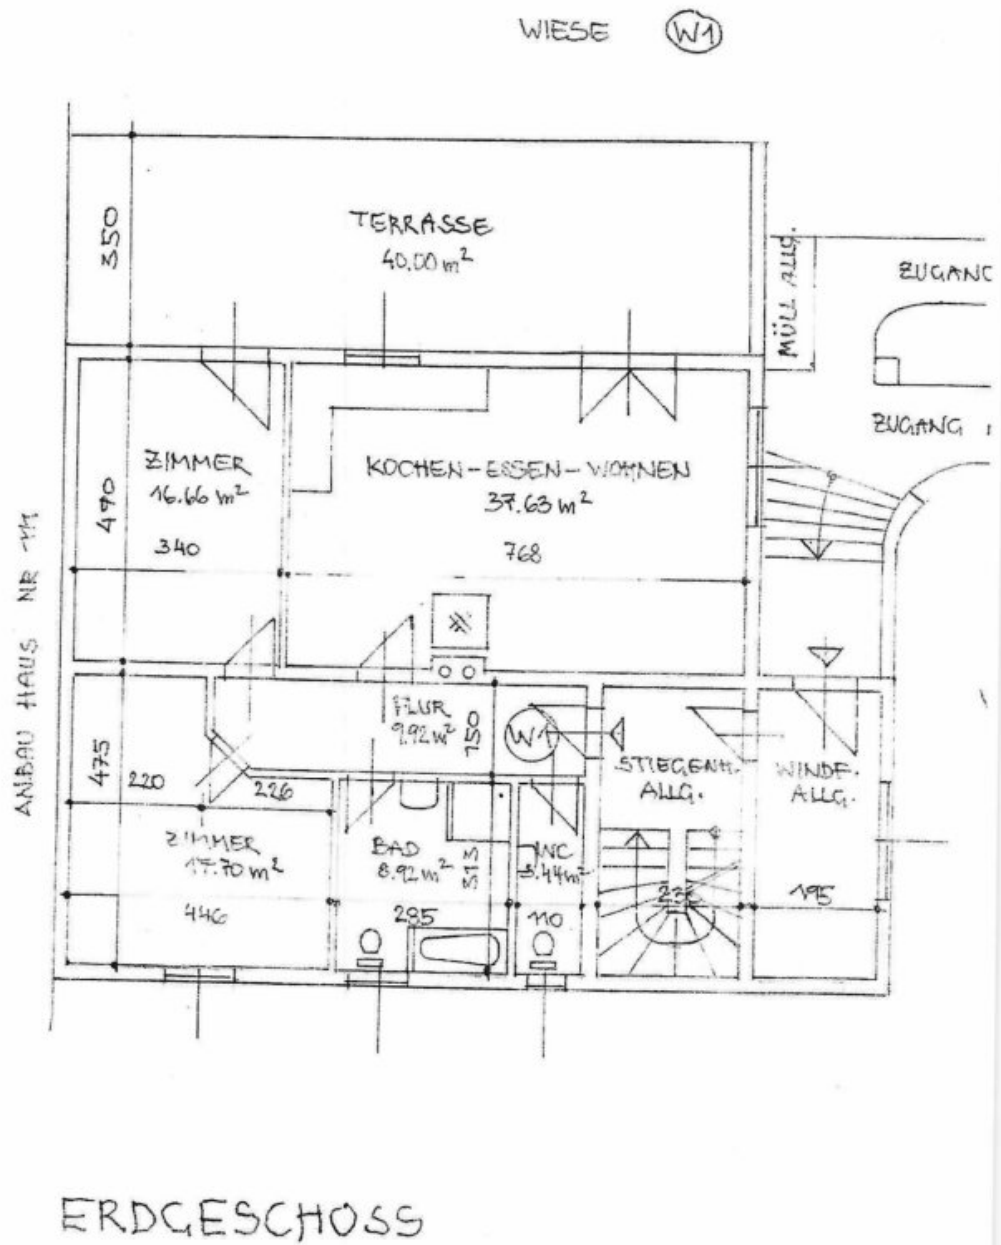 WIESE W1
350
TERRASSE
40.00 m²
MÜLL ALLG.
ZUGANG
ZUGANG
490
ZIMMER
16.66 m²
340
KOCHEN-ESSEN-WOHNEN
37.63 m²
768
ANBAU HAUS NR 11
FLUR
9.92 m²
150
W1
STIEGENH.
ALLG.
WINDF.
ALLG.
475
220
226
ZIMMER
17.70 m²
446
BAD
8.92 m²
313
285
WC
3.44 m²
110
195
ERDGESCHOSS